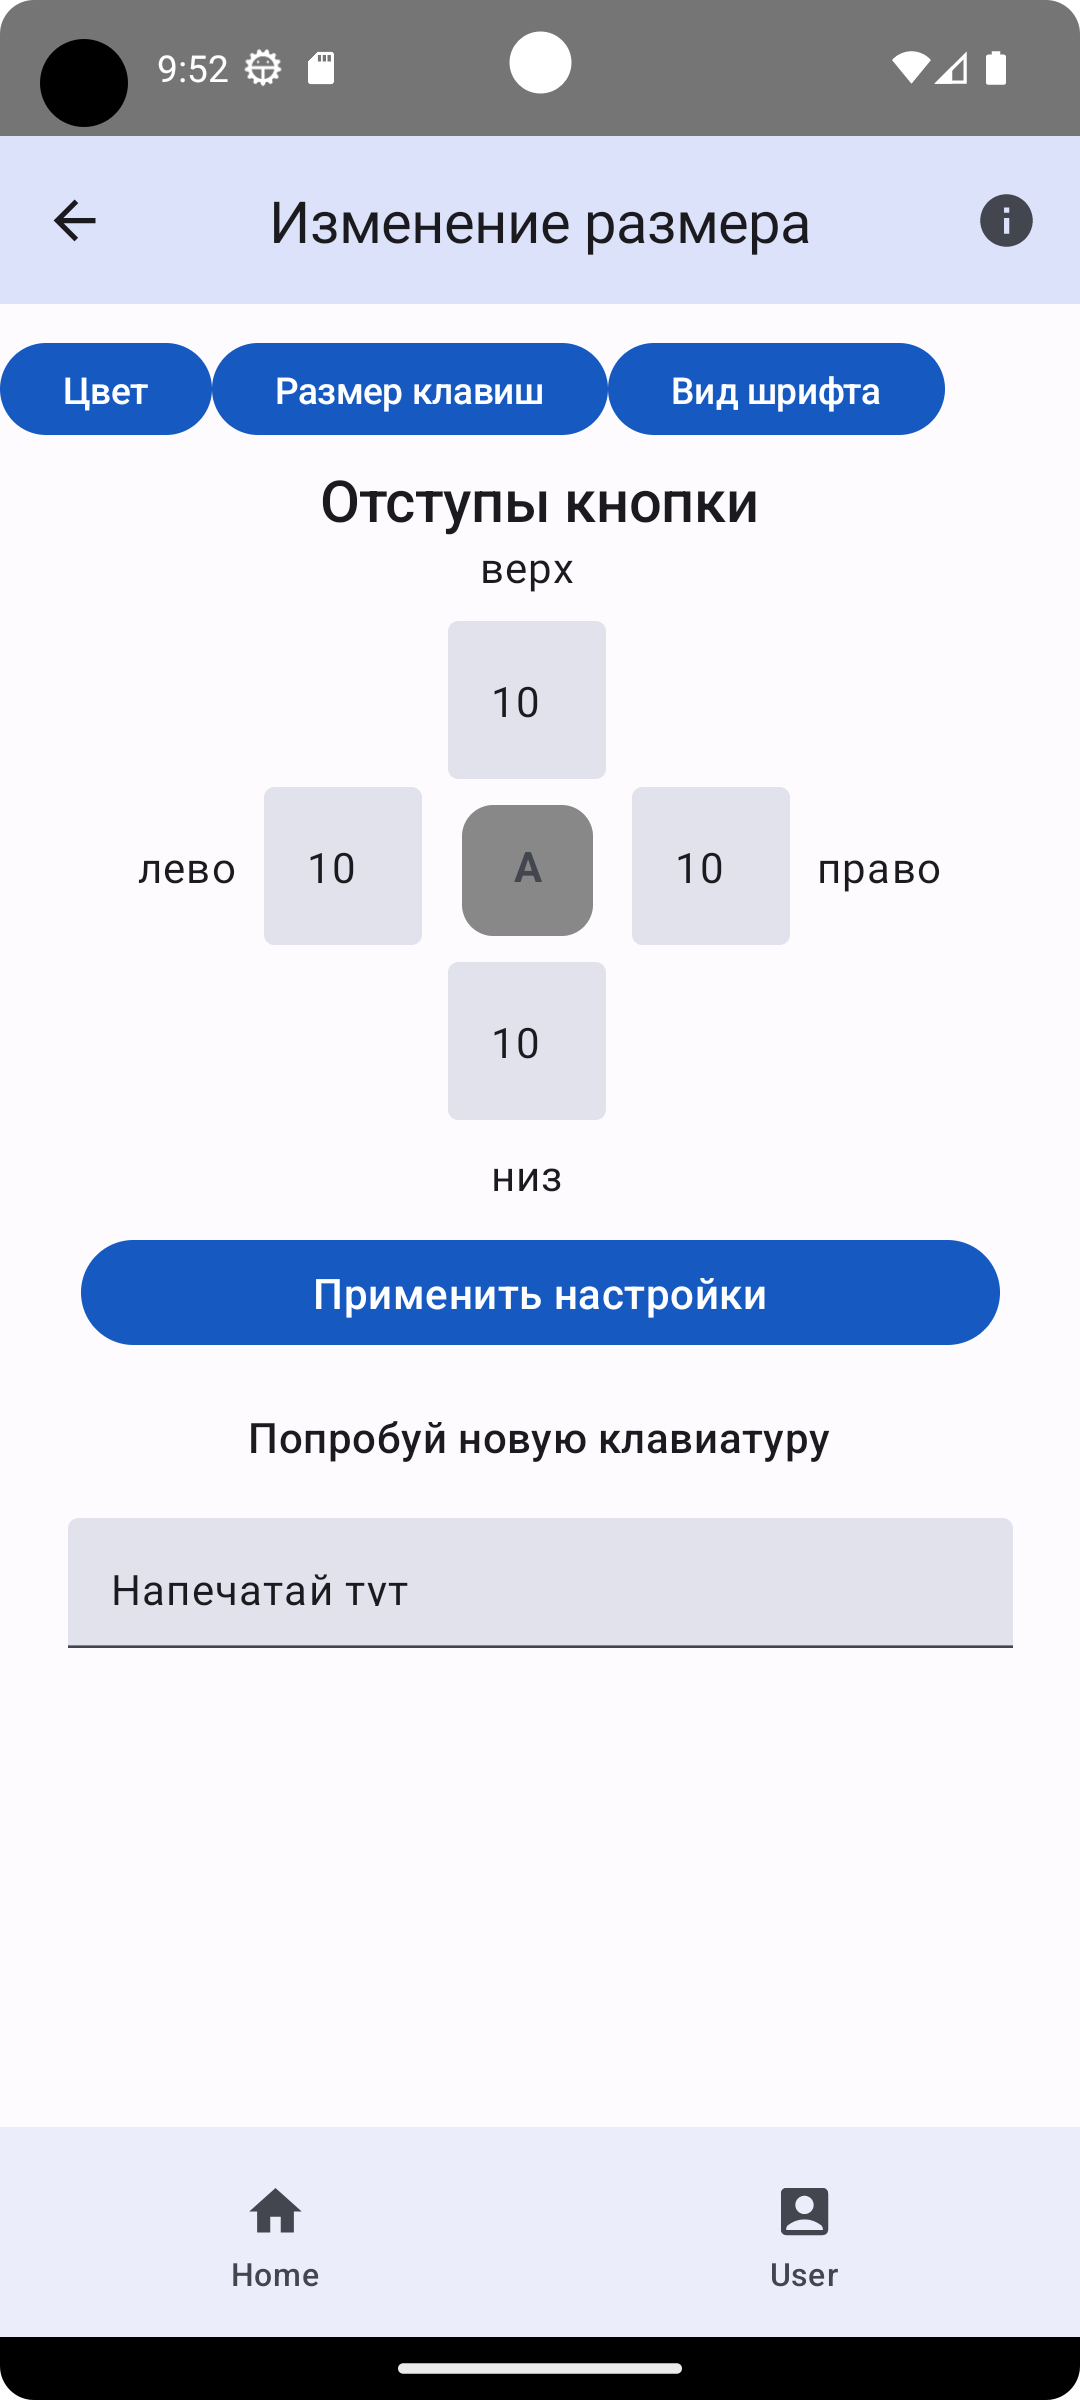 9:52
Изменение размера
Цвет Размер клавиш Вид шрифта
Отступы кнопки
верх
10
лево 10 A 10 право
10
низ
Применить настройки
Попробуй новую клавиатуру
Напечатай тут
Home User